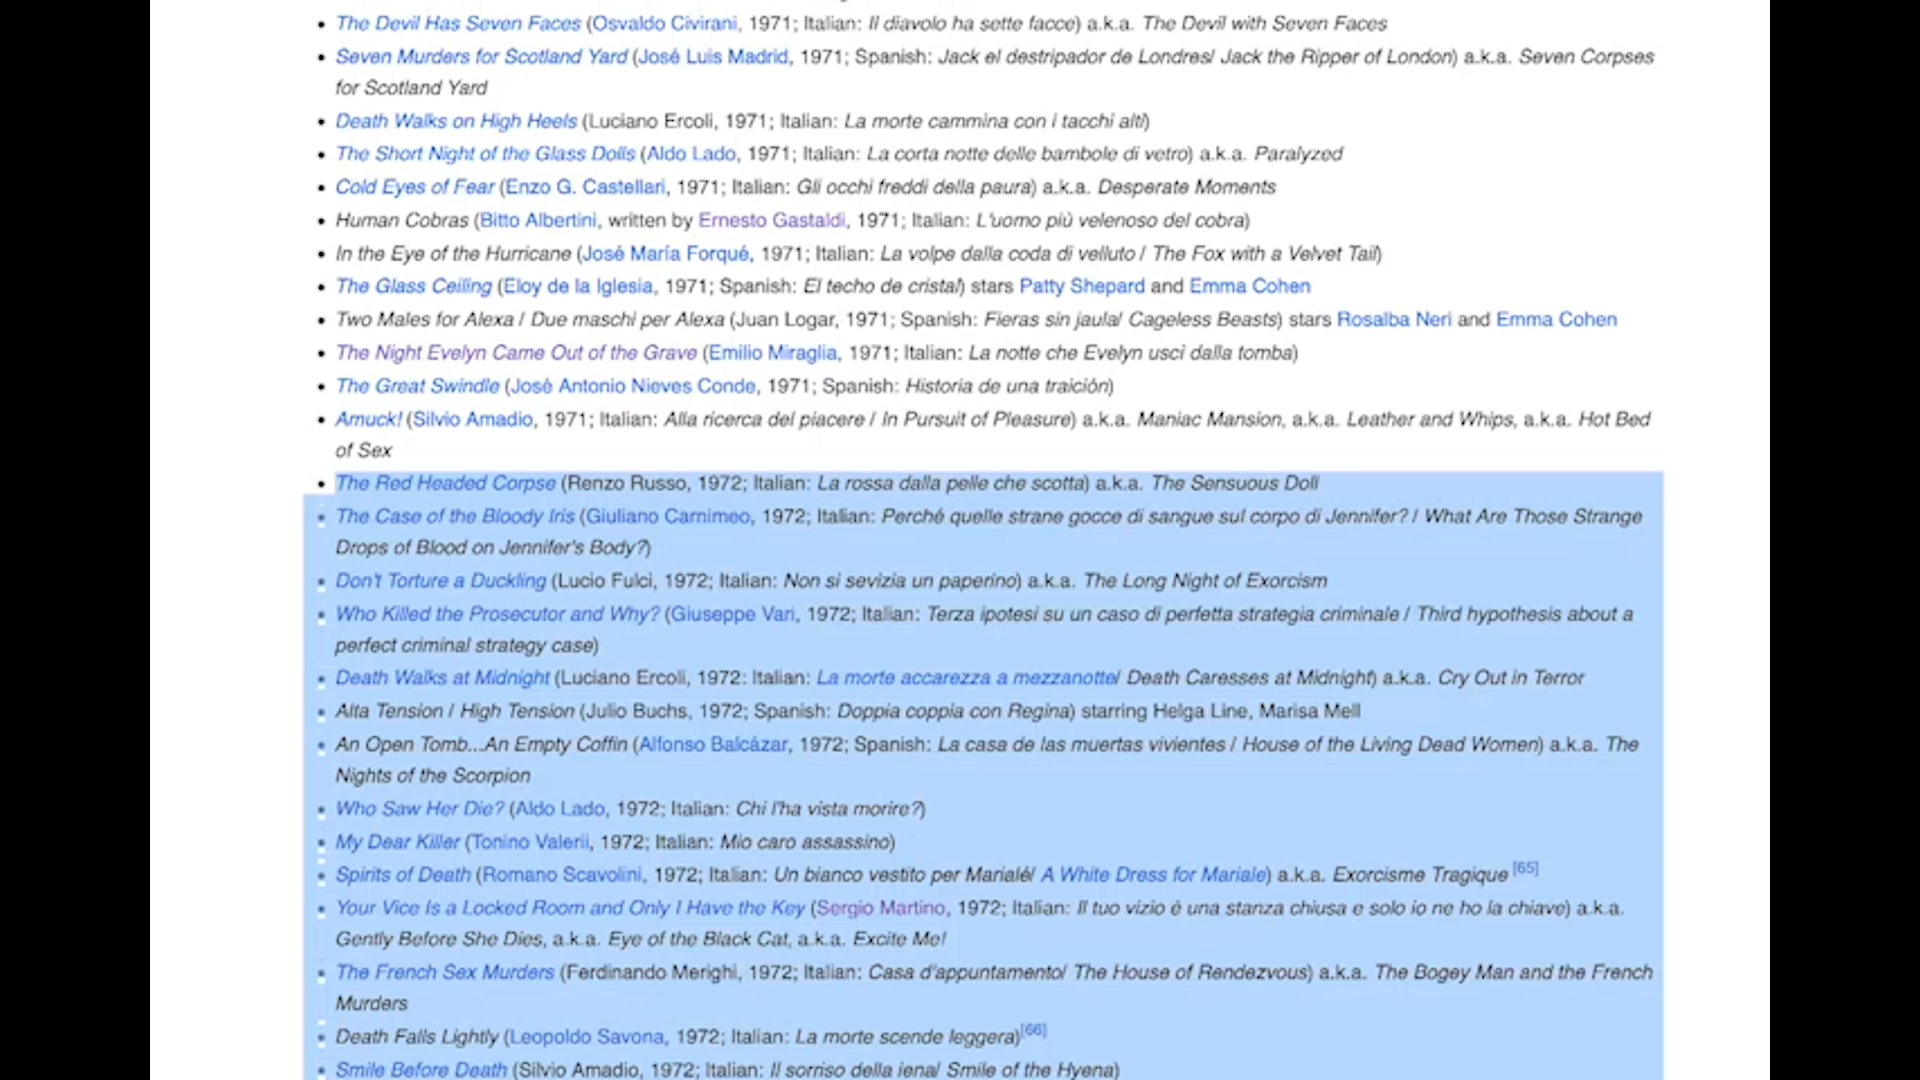 • The Devil Has Seven Faces (Osvaldo Civirani, 1971; Italian: Il diavolo ha sette facce) a.k.a. The Devil with Seven Faces
• Seven Murders for Scotland Yard (José Luis Madrid, 1971; Spanish: Jack el destripador de Londres/ Jack the Ripper of London) a.k.a. Seven Corpses
for Scotland Yard
• Death Walks on High Heels (Luciano Ercoli, 1971; Italian: La morte cammina con i tacchi alti)
• The Short Night of the Glass Dolls (Aldo Lado, 1971; Italian: La corta notte delle bambole di vetro) a.k.a. Paralyzed
• Cold Eyes of Fear (Enzo G. Castellari, 1971; Italian: Gli occhi freddi della paura) a.k.a. Desperate Moments
• Human Cobras (Bitto Albertini, written by Ernesto Gastaldi, 1971; Italian: L'uomo più velenoso del cobra)
• In the Eye of the Hurricane (José María Forqué, 1971; Italian: La volpe dalla coda di velluto / The Fox with a Velvet Tail)
• The Glass Ceiling (Eloy de la Iglesia, 1971; Spanish: El techo de cristal) stars Patty Shepard and Emma Cohen
• Two Males for Alexa / Due maschi per Alexa (Juan Logar, 1971; Spanish: Fieras sin jaula/ Cageless Beasts) stars Rosalba Neri and Emma Cohen
• The Night Evelyn Came Out of the Grave (Emilio Miraglia, 1971; Italian: La notte che Evelyn uscì dalla tomba)
• The Great Swindle (José Antonio Nieves Conde, 1971; Spanish: Historia de una traición)
• Amuck! (Silvio Amadio, 1971; Italian: Alla ricerca del piacere / In Pursuit of Pleasure) a.k.a. Maniac Mansion, a.k.a. Leather and Whips, a.k.a. Hot Bed
of Sex
• The Red Headed Corpse (Renzo Russo, 1972; Italian: La rossa dalla pelle che scotta) a.k.a. The Sensuous Doll
• The Case of the Bloody Iris (Giuliano Carnimeo, 1972; Italian: Perché quelle strane gocce di sangue sul corpo di Jennifer? / What Are Those Strange
Drops of Blood on Jennifer's Body?)
• Don't Torture a Duckling (Lucio Fulci, 1972; Italian: Non si sevizia un paperino) a.k.a. The Long Night of Exorcism
• Who Killed the Prosecutor and Why? (Giuseppe Vari, 1972; Italian: Terza ipotesi su un caso di perfetta strategia criminale / Third hypothesis about a
perfect criminal strategy case)
• Death Walks at Midnight (Luciano Ercoli, 1972: Italian: La morte accarezza a mezzanotte/ Death Caresses at Midnight) a.k.a. Cry Out in Terror
• Alta Tension / High Tension (Julio Buchs, 1972; Spanish: Doppia coppia con Regina) starring Helga Line, Marisa Mell
• An Open Tomb...An Empty Coffin (Alfonso Balcázar, 1972; Spanish: La casa de las muertas vivientes / House of the Living Dead Women) a.k.a. The
Nights of the Scorpion
• Who Saw Her Die? (Aldo Lado, 1972; Italian: Chi l'ha vista morire?)
• My Dear Killer (Tonino Valerii, 1972; Italian: Mio caro assassino)
• Spirits of Death (Romano Scavolini, 1972; Italian: Un bianco vestito per Marialé/ A White Dress for Mariale) a.k.a. Exorcisme Tragique [65]
• Your Vice Is a Locked Room and Only I Have the Key (Sergio Martino, 1972; Italian: Il tuo vizio è una stanza chiusa e solo io ne ho la chiave) a.k.a.
Gently Before She Dies, a.k.a. Eye of the Black Cat, a.k.a. Excite Me!
• The French Sex Murders (Ferdinando Merighi, 1972; Italian: Casa d'appuntamento/ The House of Rendezvous) a.k.a. The Bogey Man and the French
Murders
• Death Falls Lightly (Leopoldo Savona, 1972; Italian: La morte scende leggera)[66]
• Smile Before Death (Silvio Amadio, 1972; Italian: Il sorriso della iena/ Smile of the Hyena)